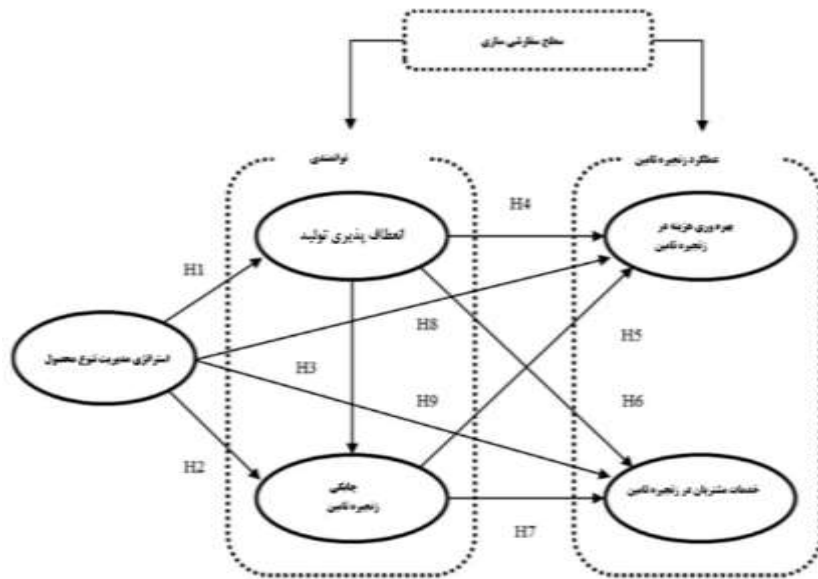 سطح سفارشی سازی
توانمندی
عملکرد زنجیره تامین
انعطاف پذیری تولید
H4
بهره وری هزینه در
زنجیره تامین
H1
H8
H5
استراتژی مدیریت تنوع محصول
H3
H9
H6
H2
چابکی
زنجیره تامین
خدمات مشتریان در زنجیره تامین
H7